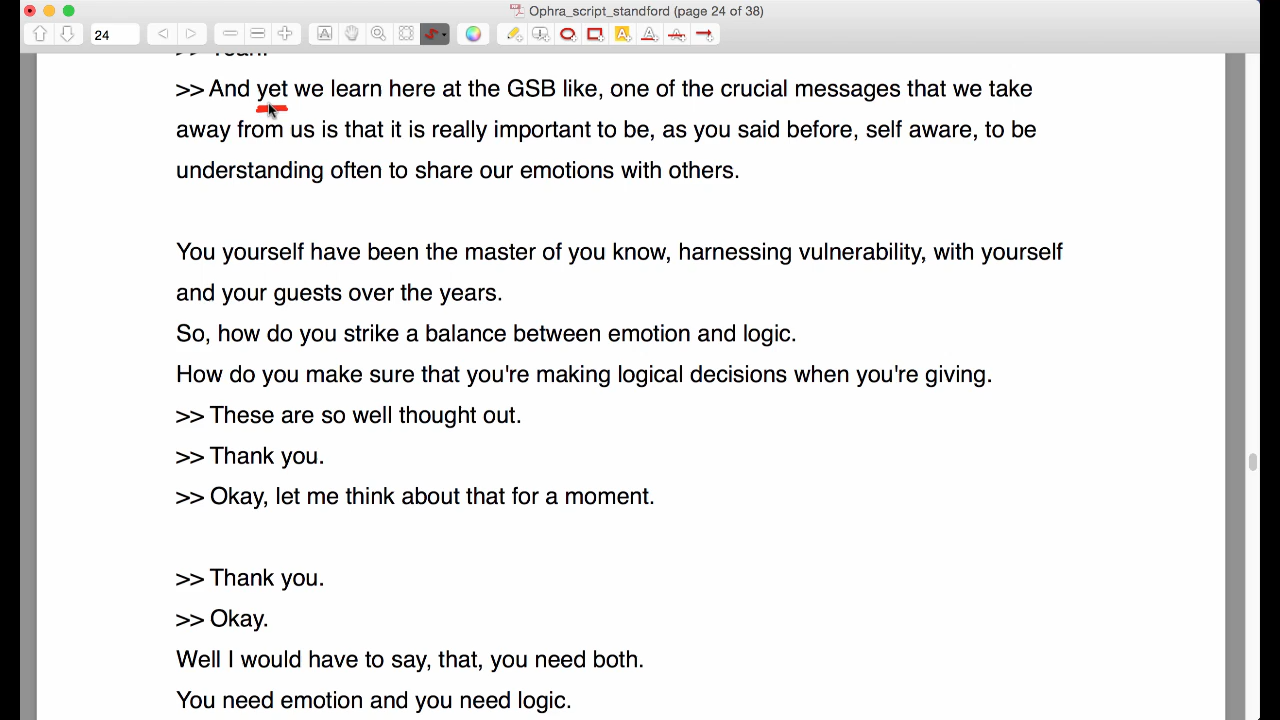 Ophra_script_standford (page 24 of 38)
24
>> Yeah.
>> And yet we learn here at the GSB like, one of the crucial messages that we take
away from us is that it is really important to be, as you said before, self aware, to be
understanding often to share our emotions with others.
You yourself have been the master of you know, harnessing vulnerability, with yourself
and your guests over the years.
So, how do you strike a balance between emotion and logic.
How do you make sure that you're making logical decisions when you're giving.
>> These are so well thought out.
>> Thank you.
>> Okay, let me think about that for a moment.
>> Thank you.
>> Okay.
Well I would have to say, that, you need both.
You need emotion and you need logic.